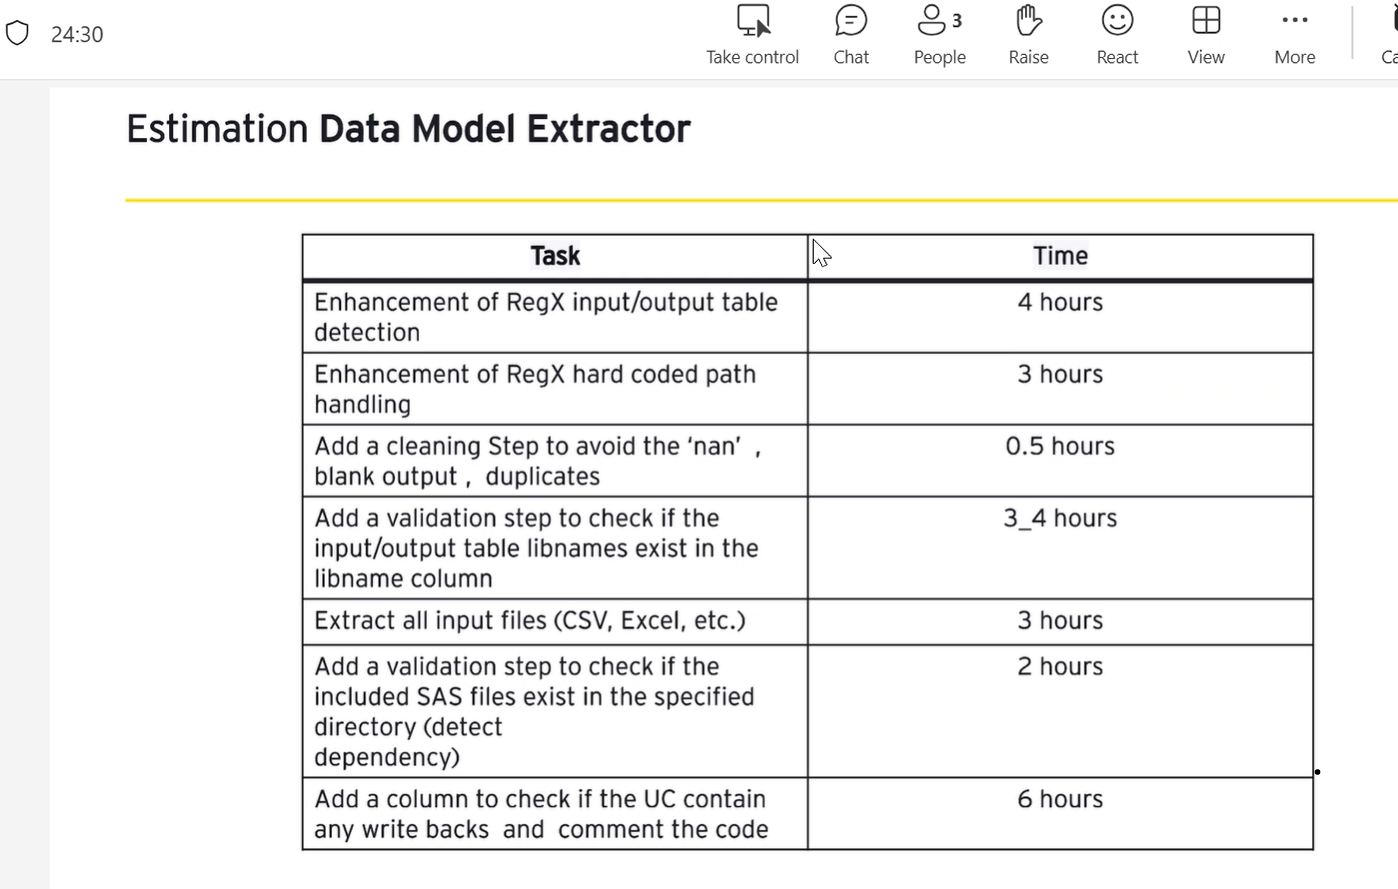 24:30
Take control
Chat
3
People
Raise
React
View
More
Estimation Data Model Extractor
Task
Time
Enhancement of RegX input/output table
detection
4 hours
Enhancement of RegX hard coded path
handling
3 hours
Add a cleaning Step to avoid the ‘nan’ ,
blank output , duplicates
0.5 hours
Add a validation step to check if the
input/output table libnames exist in the
libname column
3_4 hours
Extract all input files (CSV, Excel, etc.)
3 hours
Add a validation step to check if the
included SAS files exist in the specified
directory (detect
dependency)
2 hours
Add a column to check if the UC contain
any write backs and comment the code
6 hours